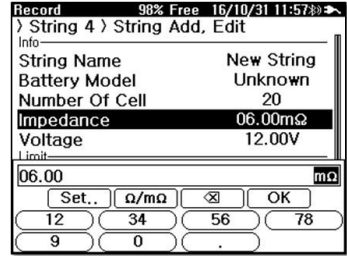 Record 98% Free 16/10/31 11:57
〉String 4 〉String Add, Edit
Info
String Name New String
Battery Model Unknown
Number Of Cell 20
Impedance 06.00mΩ
Voltage 12.00V
Limit
06.00 mΩ
Set.. Ω/mΩ ⌫ OK
12 34 56 78
9 0 .